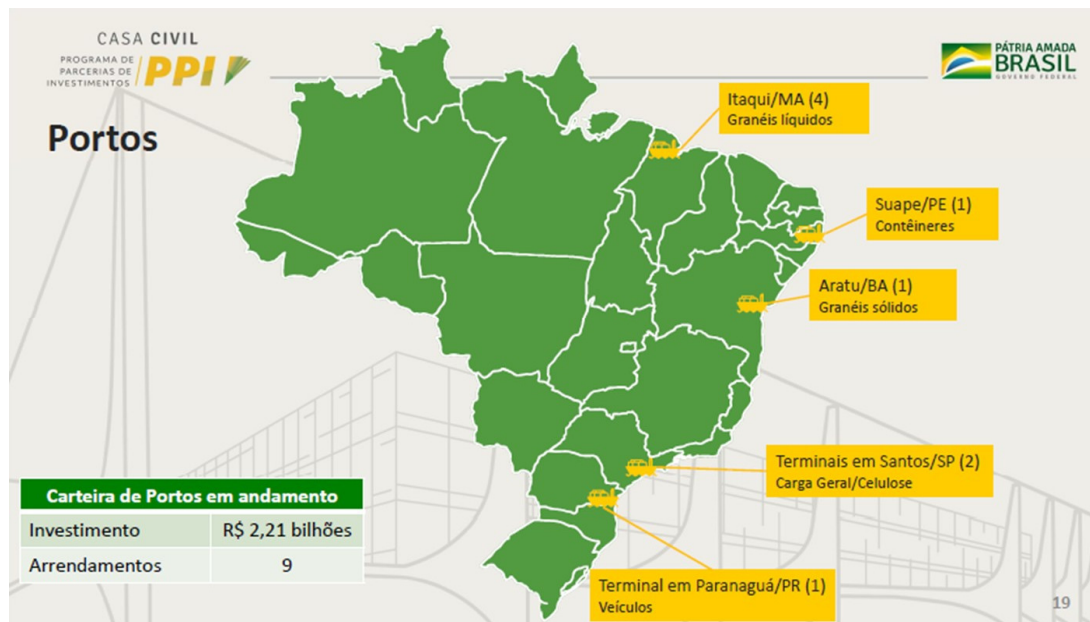 CASA CIVIL
PROGRAMA DE
PARCERIAS DE
INVESTIMENTOS
PPI
PÁTRIA AMADA
BRASIL
GOVERNO FEDERAL
Portos
Itaqui/MA (4)
Granéis líquidos
Suape/PE (1)
Contêineres
Aratu/BA (1)
Granéis sólidos
Terminais em Santos/SP (2)
Carga Geral/Celulose
Carteira de Portos em andamento
Investimento R$ 2,21 bilhões
Arrendamentos 9
Terminal em Paranaguá/PR (1)
Veículos
19